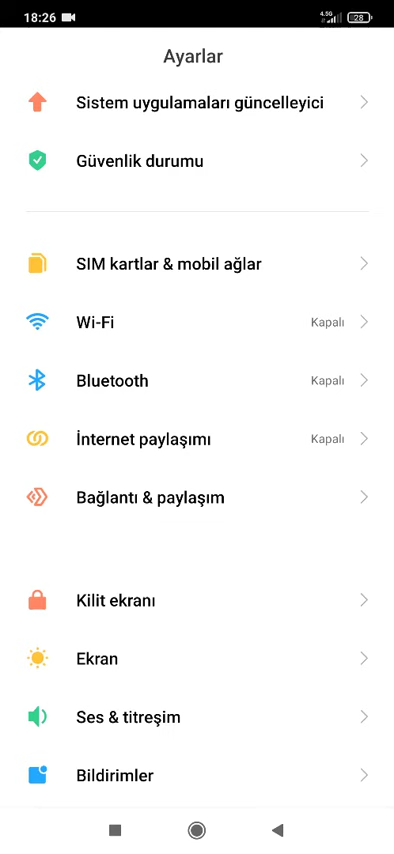 18:26
4.5G
28
Ayarlar
Sistem uygulamaları güncelleyici
Güvenlik durumu
SIM kartlar & mobil ağlar
Wi-Fi Kapalı
Bluetooth Kapalı
İnternet paylaşımı Kapalı
Bağlantı & paylaşım
Kilit ekranı
Ekran
Ses & titreşim
Bildirimler